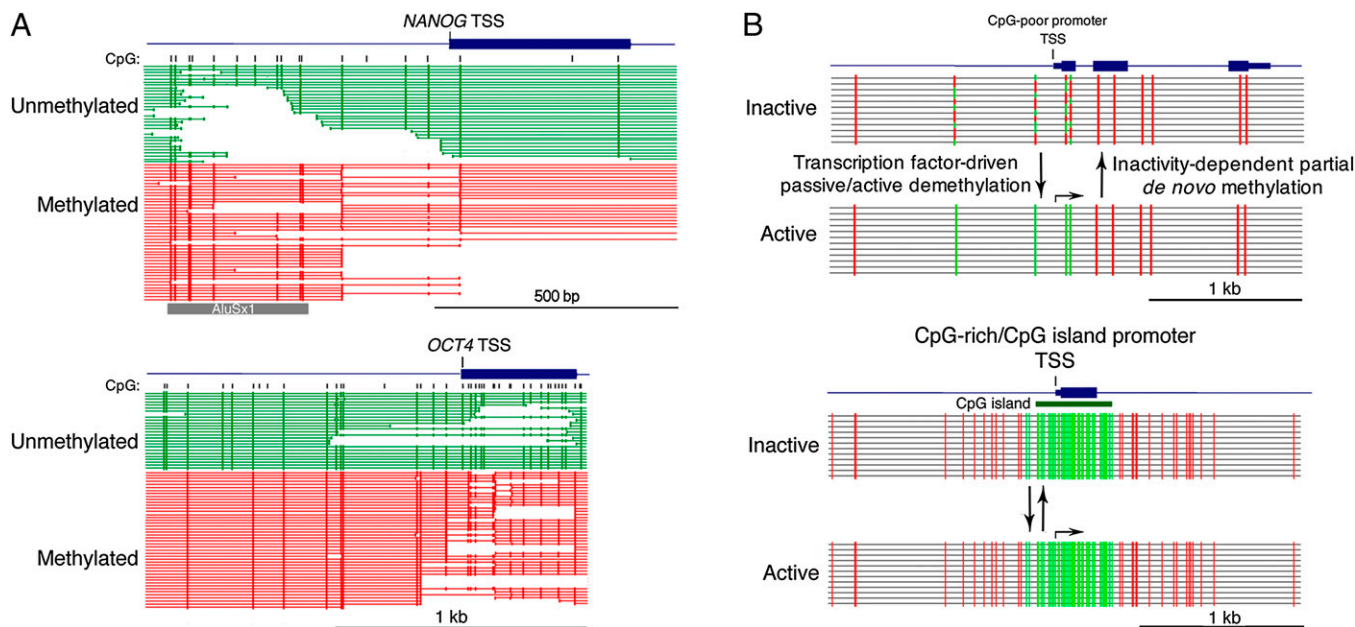 A
NANOG TSS
CpG:
Unmethylated
Methylated
AluSx1
500 bp
OCT4 TSS
CpG:
Unmethylated
Methylated
1 kb
B
CpG-poor promoter
TSS
Inactive
Transcription factor-driven
passive/active demethylation
Inactivity-dependent partial
de novo methylation
Active
1 kb
CpG-rich/CpG island promoter
TSS
CpG island
Inactive
Active
1 kb